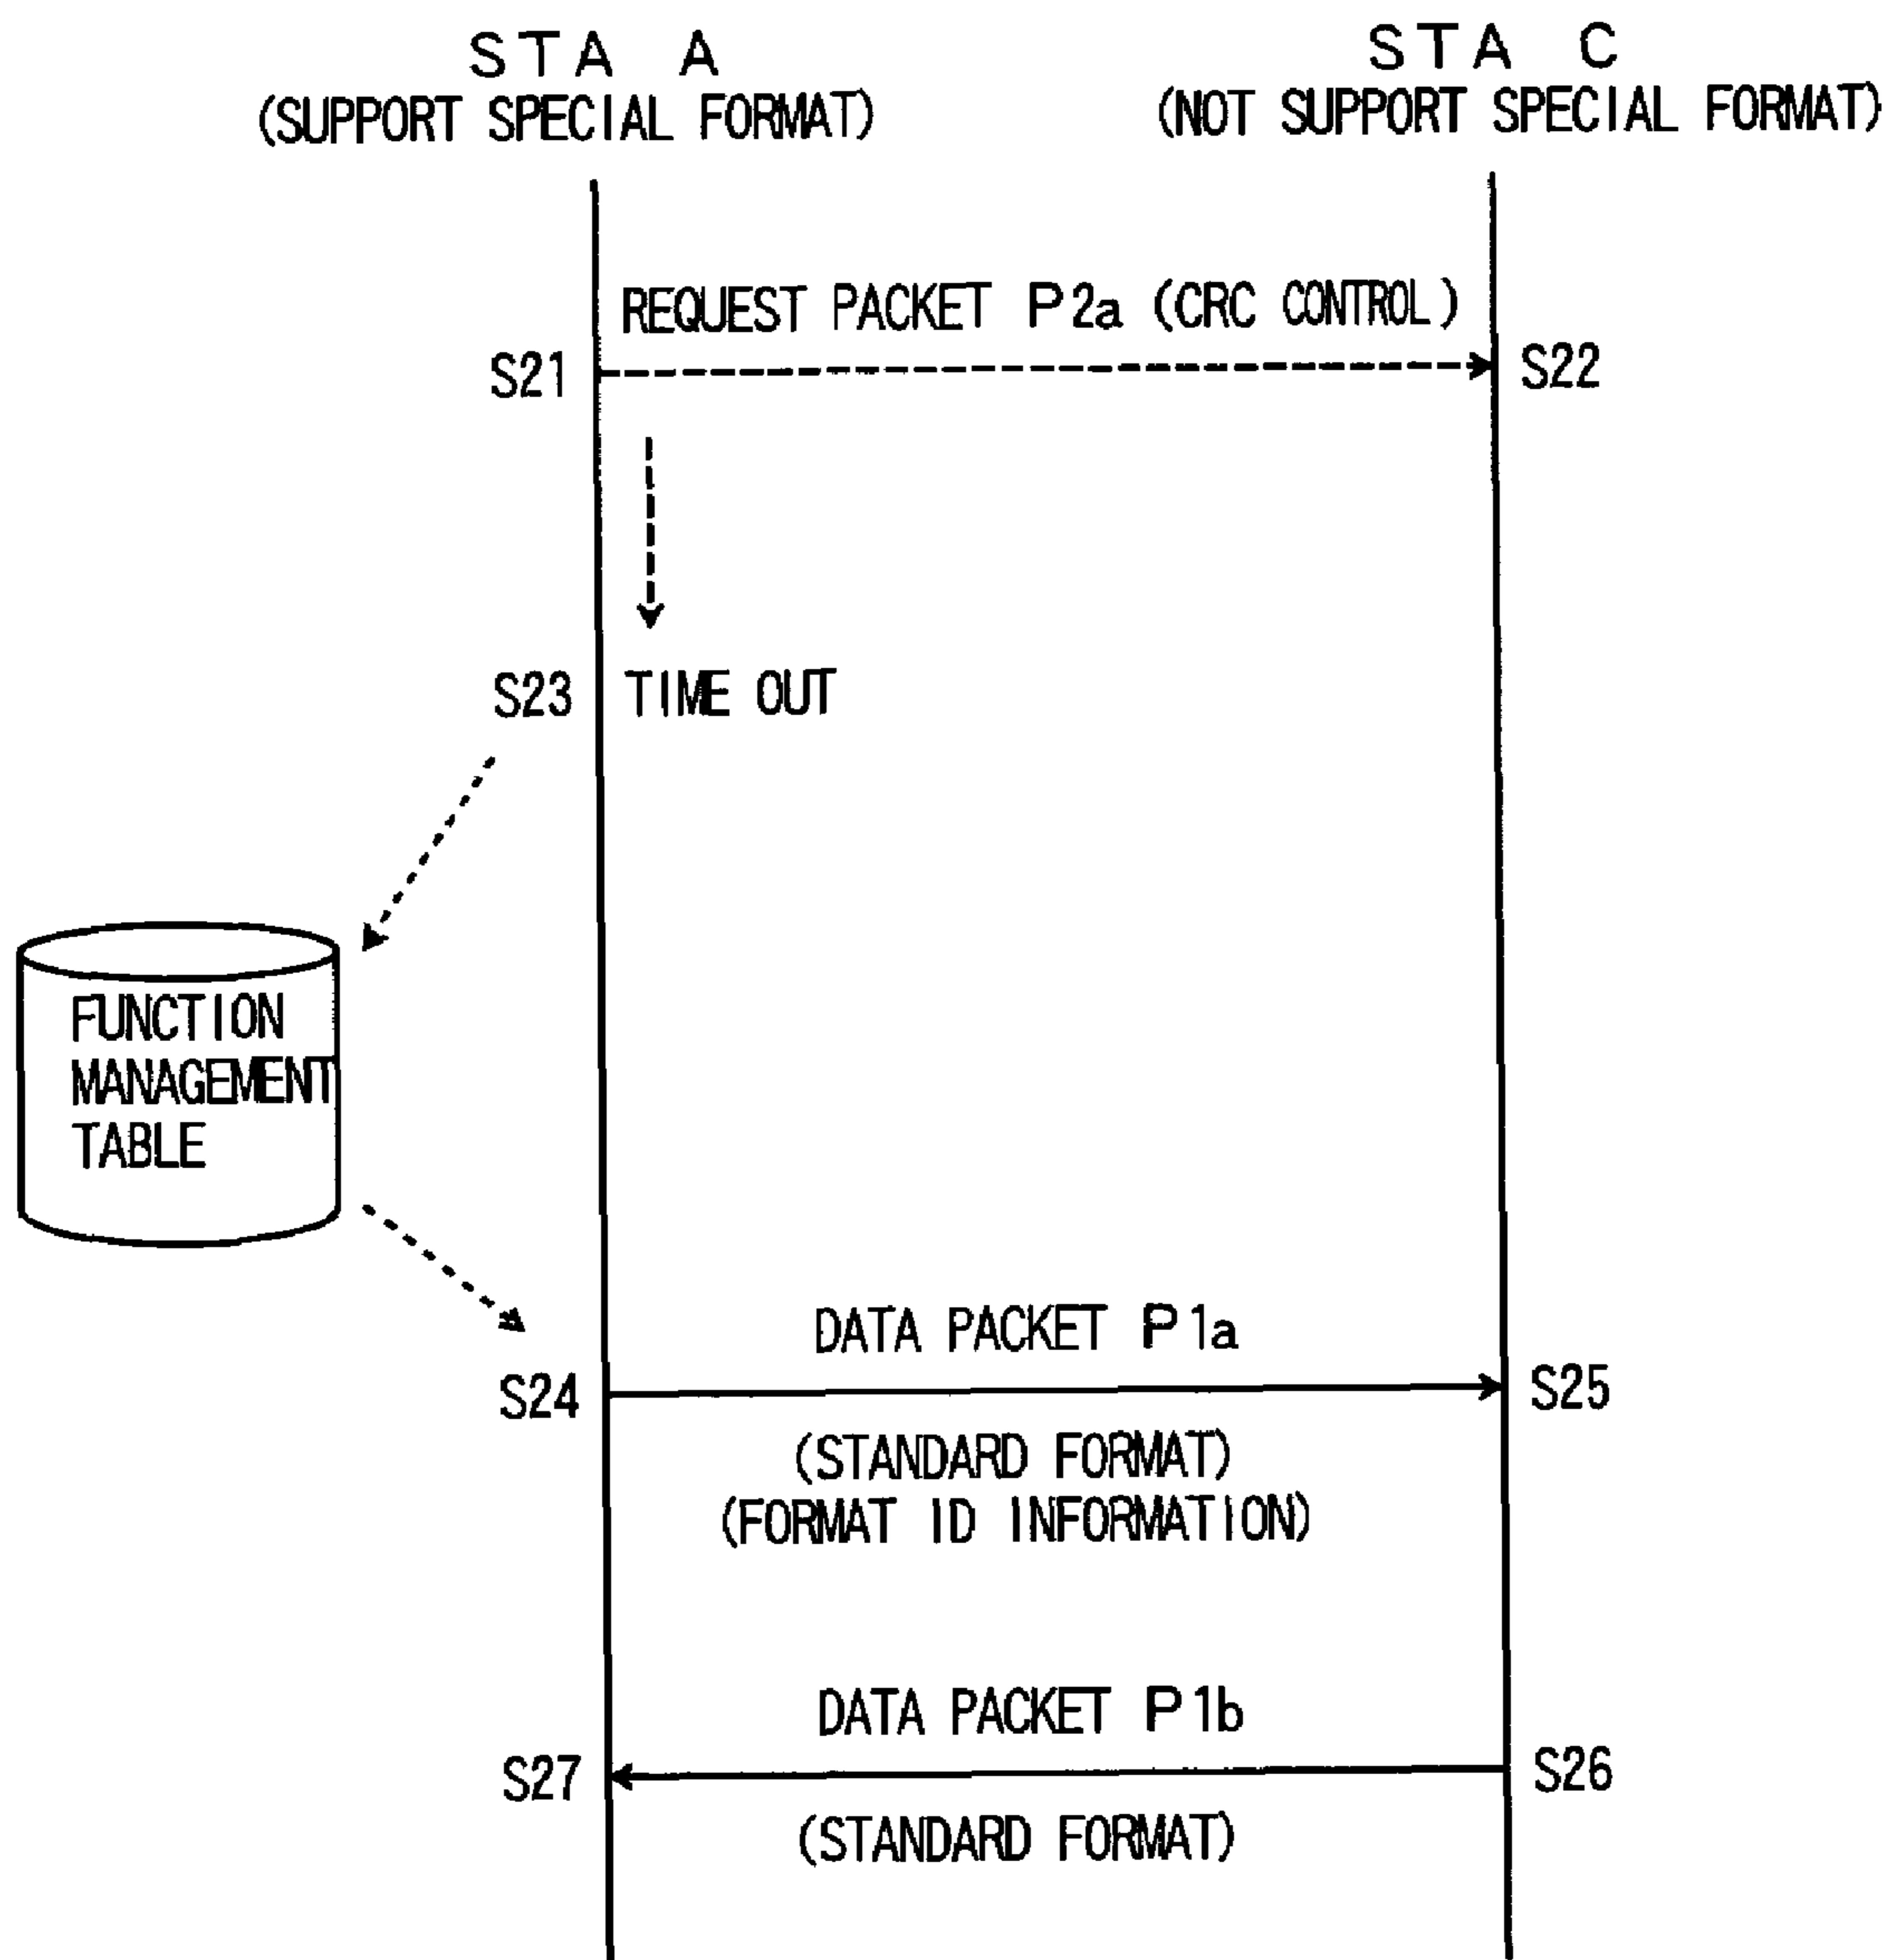 STA A
(SUPPORT SPECIAL FORMAT)
STA C
(NOT SUPPORT SPECIAL FORMAT)
REQUEST PACKET P2a (CRC CONTROL)
S21
S22
S23
TIME OUT
FUNCTION
MANAGEMENT
TABLE
DATA PACKET P1a
S24
S25
(STANDARD FORMAT)
(FORMAT ID INFORMATION)
DATA PACKET P1b
S27
S26
(STANDARD FORMAT)